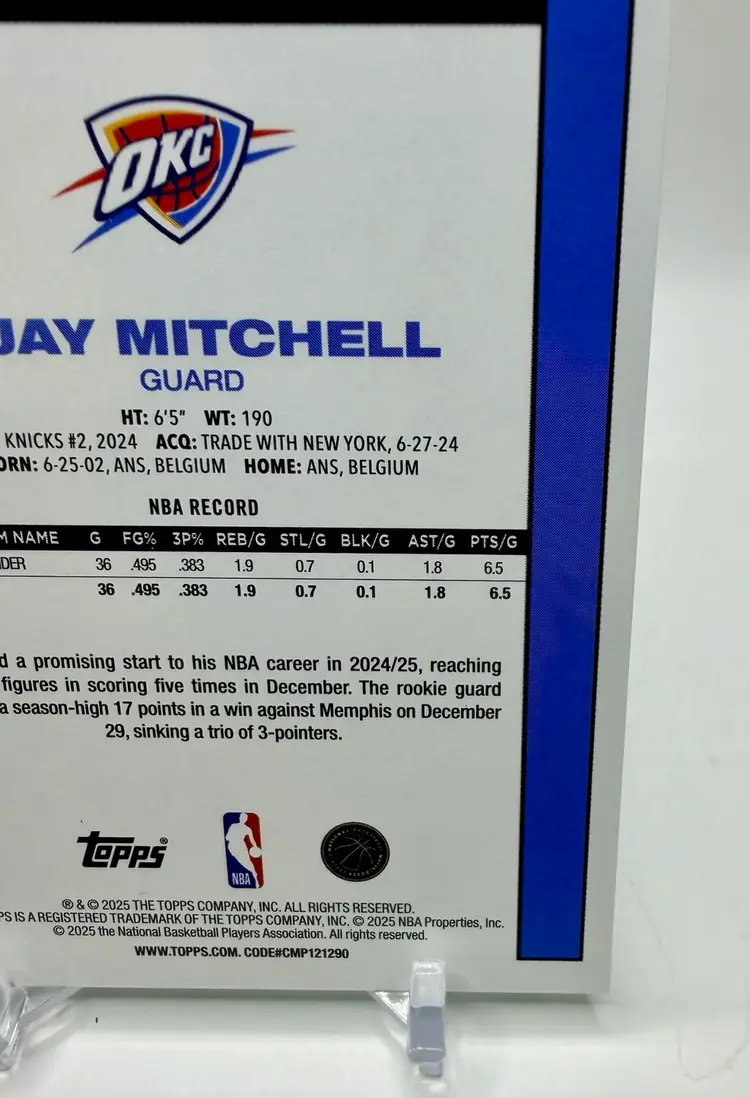 OKC
JAY MITCHELL
GUARD
HT: 6'5" WT: 190
KNICKS #2, 2024 ACQ: TRADE WITH NEW YORK, 6-27-24
ORN: 6-25-02, ANS, BELGIUM HOME: ANS, BELGIUM
NBA RECORD
M NAME G FG% 3P% REB/G STL/G BLK/G AST/G PTS/G
DER 36 .495 .383 1.9 0.7 0.1 1.8 6.5
36 .495 .383 1.9 0.7 0.1 1.8 6.5
d a promising start to his NBA career in 2024/25, reaching
figures in scoring five times in December. The rookie guard
a season-high 17 points in a win against Memphis on December
29, sinking a trio of 3-pointers.
topps® NBA
® & © 2025 THE TOPPS COMPANY, INC. ALL RIGHTS RESERVED.
PS IS A REGISTERED TRADEMARK OF THE TOPPS COMPANY, INC. © 2025 NBA Properties, Inc.
© 2025 the National Basketball Players Association. All rights reserved.
WWW.TOPPS.COM. CODE#CMP121290